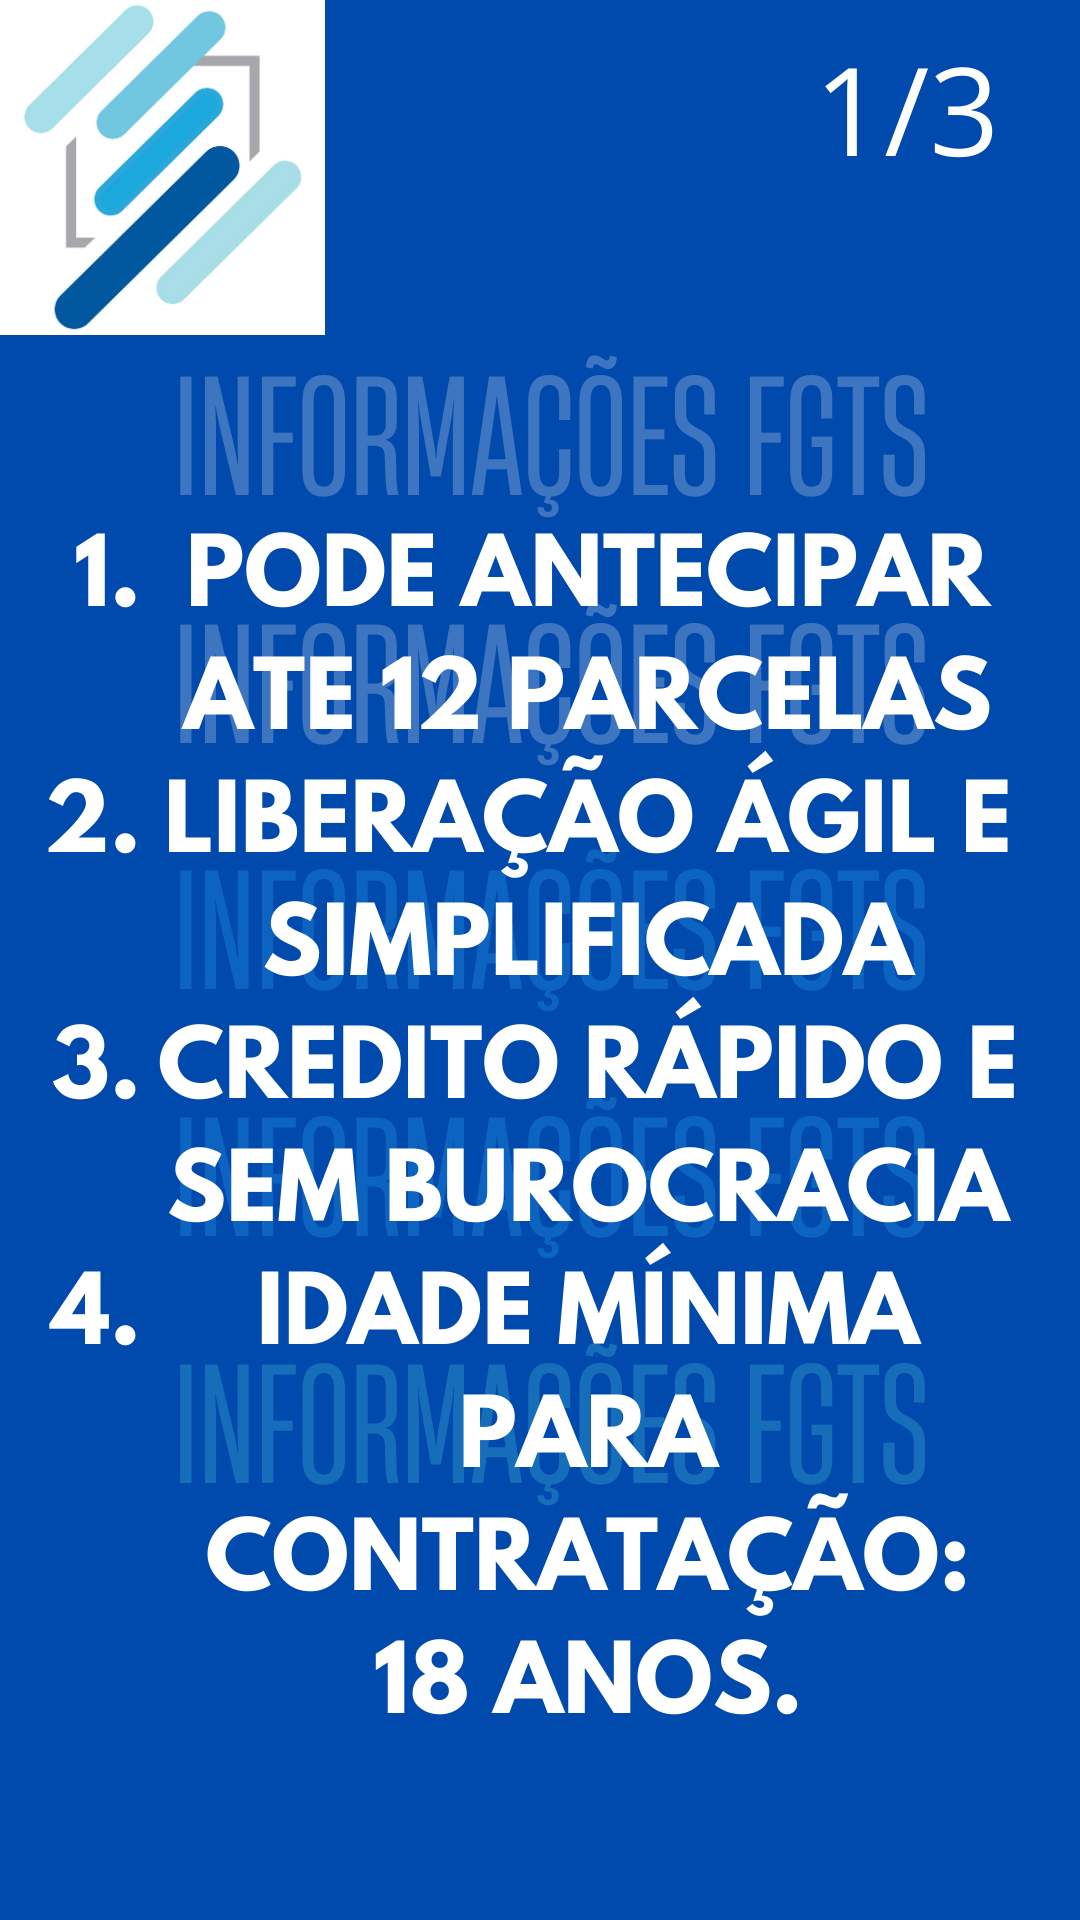 1/3
INFORMAÇÕES FGTS
1. PODE ANTECIPAR
INFORMAÇÕES FGTS
ATE 12 PARCELAS
2. LIBERAÇÃO ÁGIL E
INFORMAÇÕES FGTS
SIMPLIFICADA
3. CREDITO RÁPIDO E
INFORMAÇÕES FGTS
SEM BUROCRACIA
4. IDADE MÍNIMA
INFORMAÇÕES FGTS
PARA
CONTRATAÇÃO:
18 ANOS.